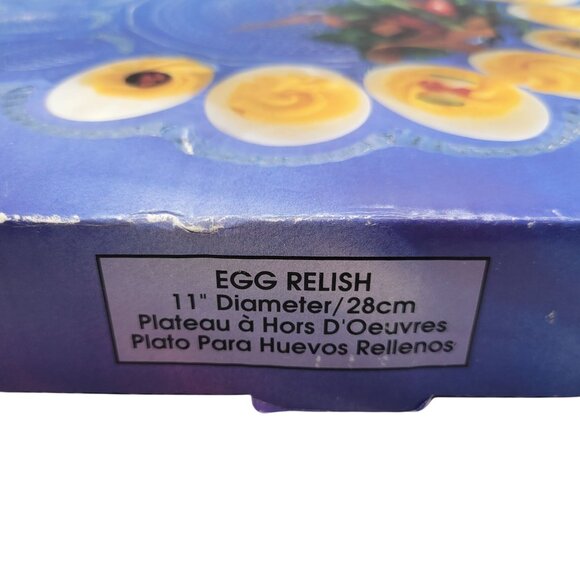 EGG RELISH
11" Diameter/28cm
Plateau à Hors D'Oeuvres
Plato Para Huevos Rellenos